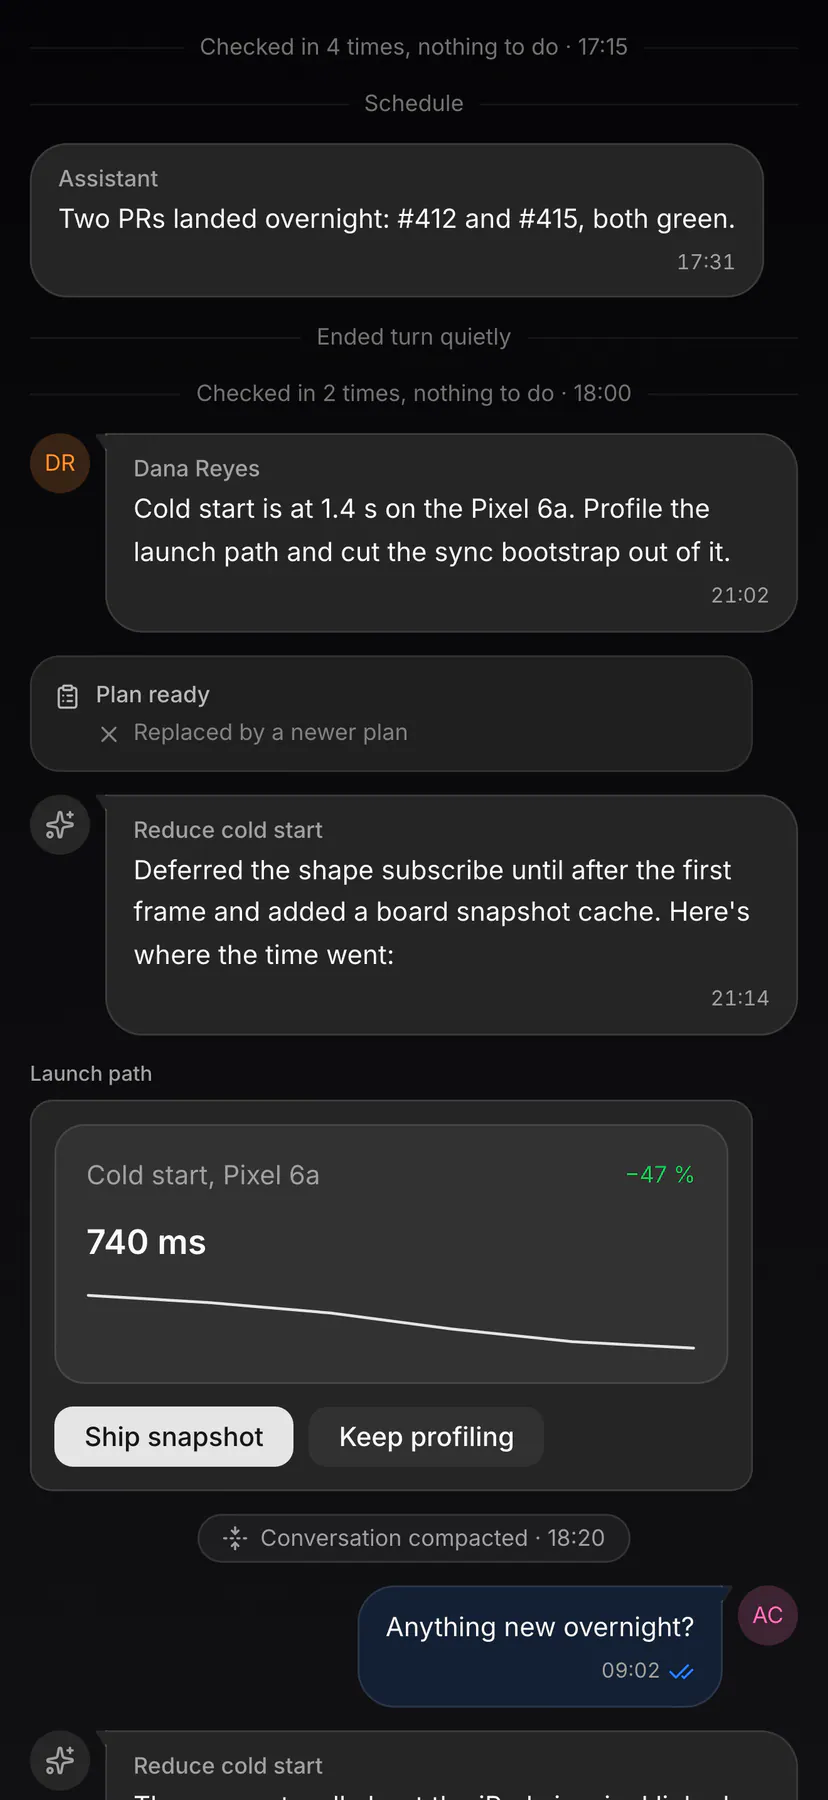 Checked in 4 times, nothing to do · 17:15
Schedule
Assistant
Two PRs landed overnight: #412 and #415, both green.
17:31
Ended turn quietly
Checked in 2 times, nothing to do · 18:00
DR
Dana Reyes
Cold start is at 1.4 s on the Pixel 6a. Profile the
launch path and cut the sync bootstrap out of it.
21:02
Plan ready
Replaced by a newer plan
Reduce cold start
Deferred the shape subscribe until after the first
frame and added a board snapshot cache. Here's
where the time went:
21:14
Launch path
Cold start, Pixel 6a
−47 %
740 ms
Ship snapshot
Keep profiling
Conversation compacted · 18:20
Anything new overnight?
AC
09:02
Reduce cold start